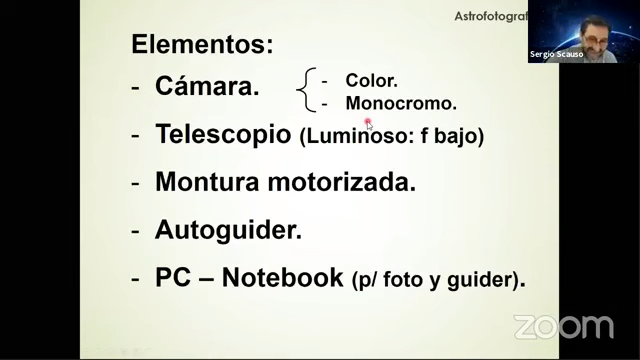 Astrofotograf
Sergio Scauso
Elementos:
- Cámara.
- Color.
- Monocromo.
- Telescopio (Luminoso: f bajo)
- Montura motorizada.
- Autoguider.
- PC – Notebook (p/ foto y guider).
zoom